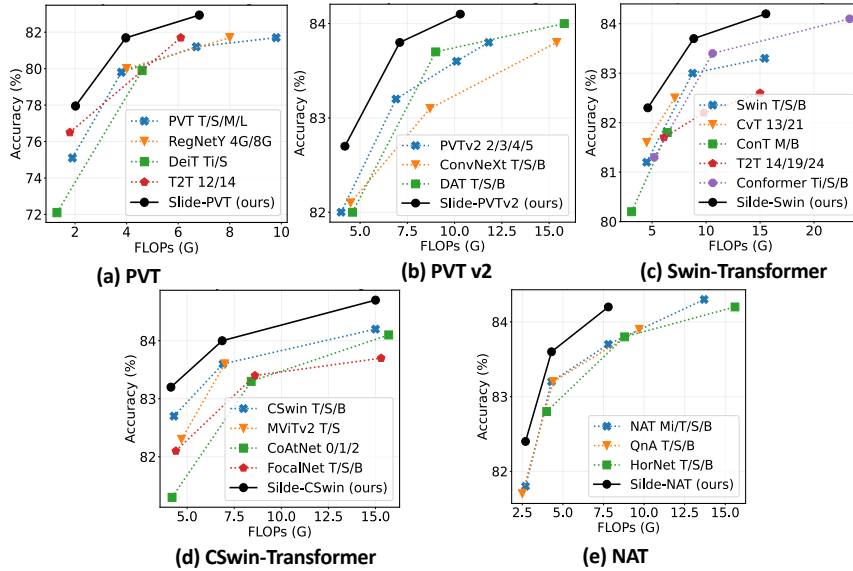 82
80
78
76
74
72
Accuracy (%)
PVT T/S/M/L
RegNetY 4G/8G
DeiT Ti/S
T2T 12/14
Slide-PVT (ours)
2 4 6 8 10
FLOPs (G)
(a) PVT
84
83
82
Accuracy (%)
PVTv2 2/3/4/5
ConvNeXt T/S/B
DAT T/S/B
Slide-PVTv2 (ours)
5.0 7.5 10.0 12.5 15.0
FLOPs (G)
(b) PVT v2
84
83
82
81
80
Accuracy (%)
Swin T/S/B
CvT 13/21
ConT M/B
T2T 14/19/24
Conformer Ti/S/B
Silde-Swin (ours)
5 10 15 20
FLOPs (G)
(c) Swin-Transformer
84
83
82
Accuracy (%)
CSwin T/S/B
MViTv2 T/S
CoAtNet 0/1/2
FocalNet T/S/B
Silde-CSwin (ours)
5.0 7.5 10.0 12.5 15.0
FLOPs (G)
(d) CSwin-Transformer
84
83
82
Accuracy (%)
NAT Mi/T/S/B
QnA T/S/B
HorNet T/S/B
Silde-NAT (ours)
2.5 5.0 7.5 10.0 12.5 15.0
FLOPs (G)
(e) NAT